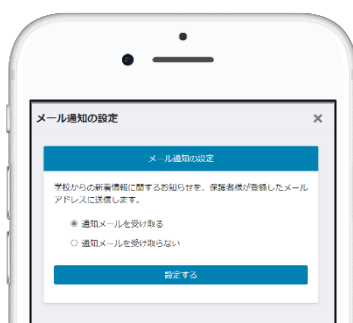 メール通知の設定 ×
メール通知の設定
学校からの新着情報に関するお知らせを、保護者様が登録したメール
アドレスに送信します。
通知メールを受け取る
通知メールを受け取らない
設定する